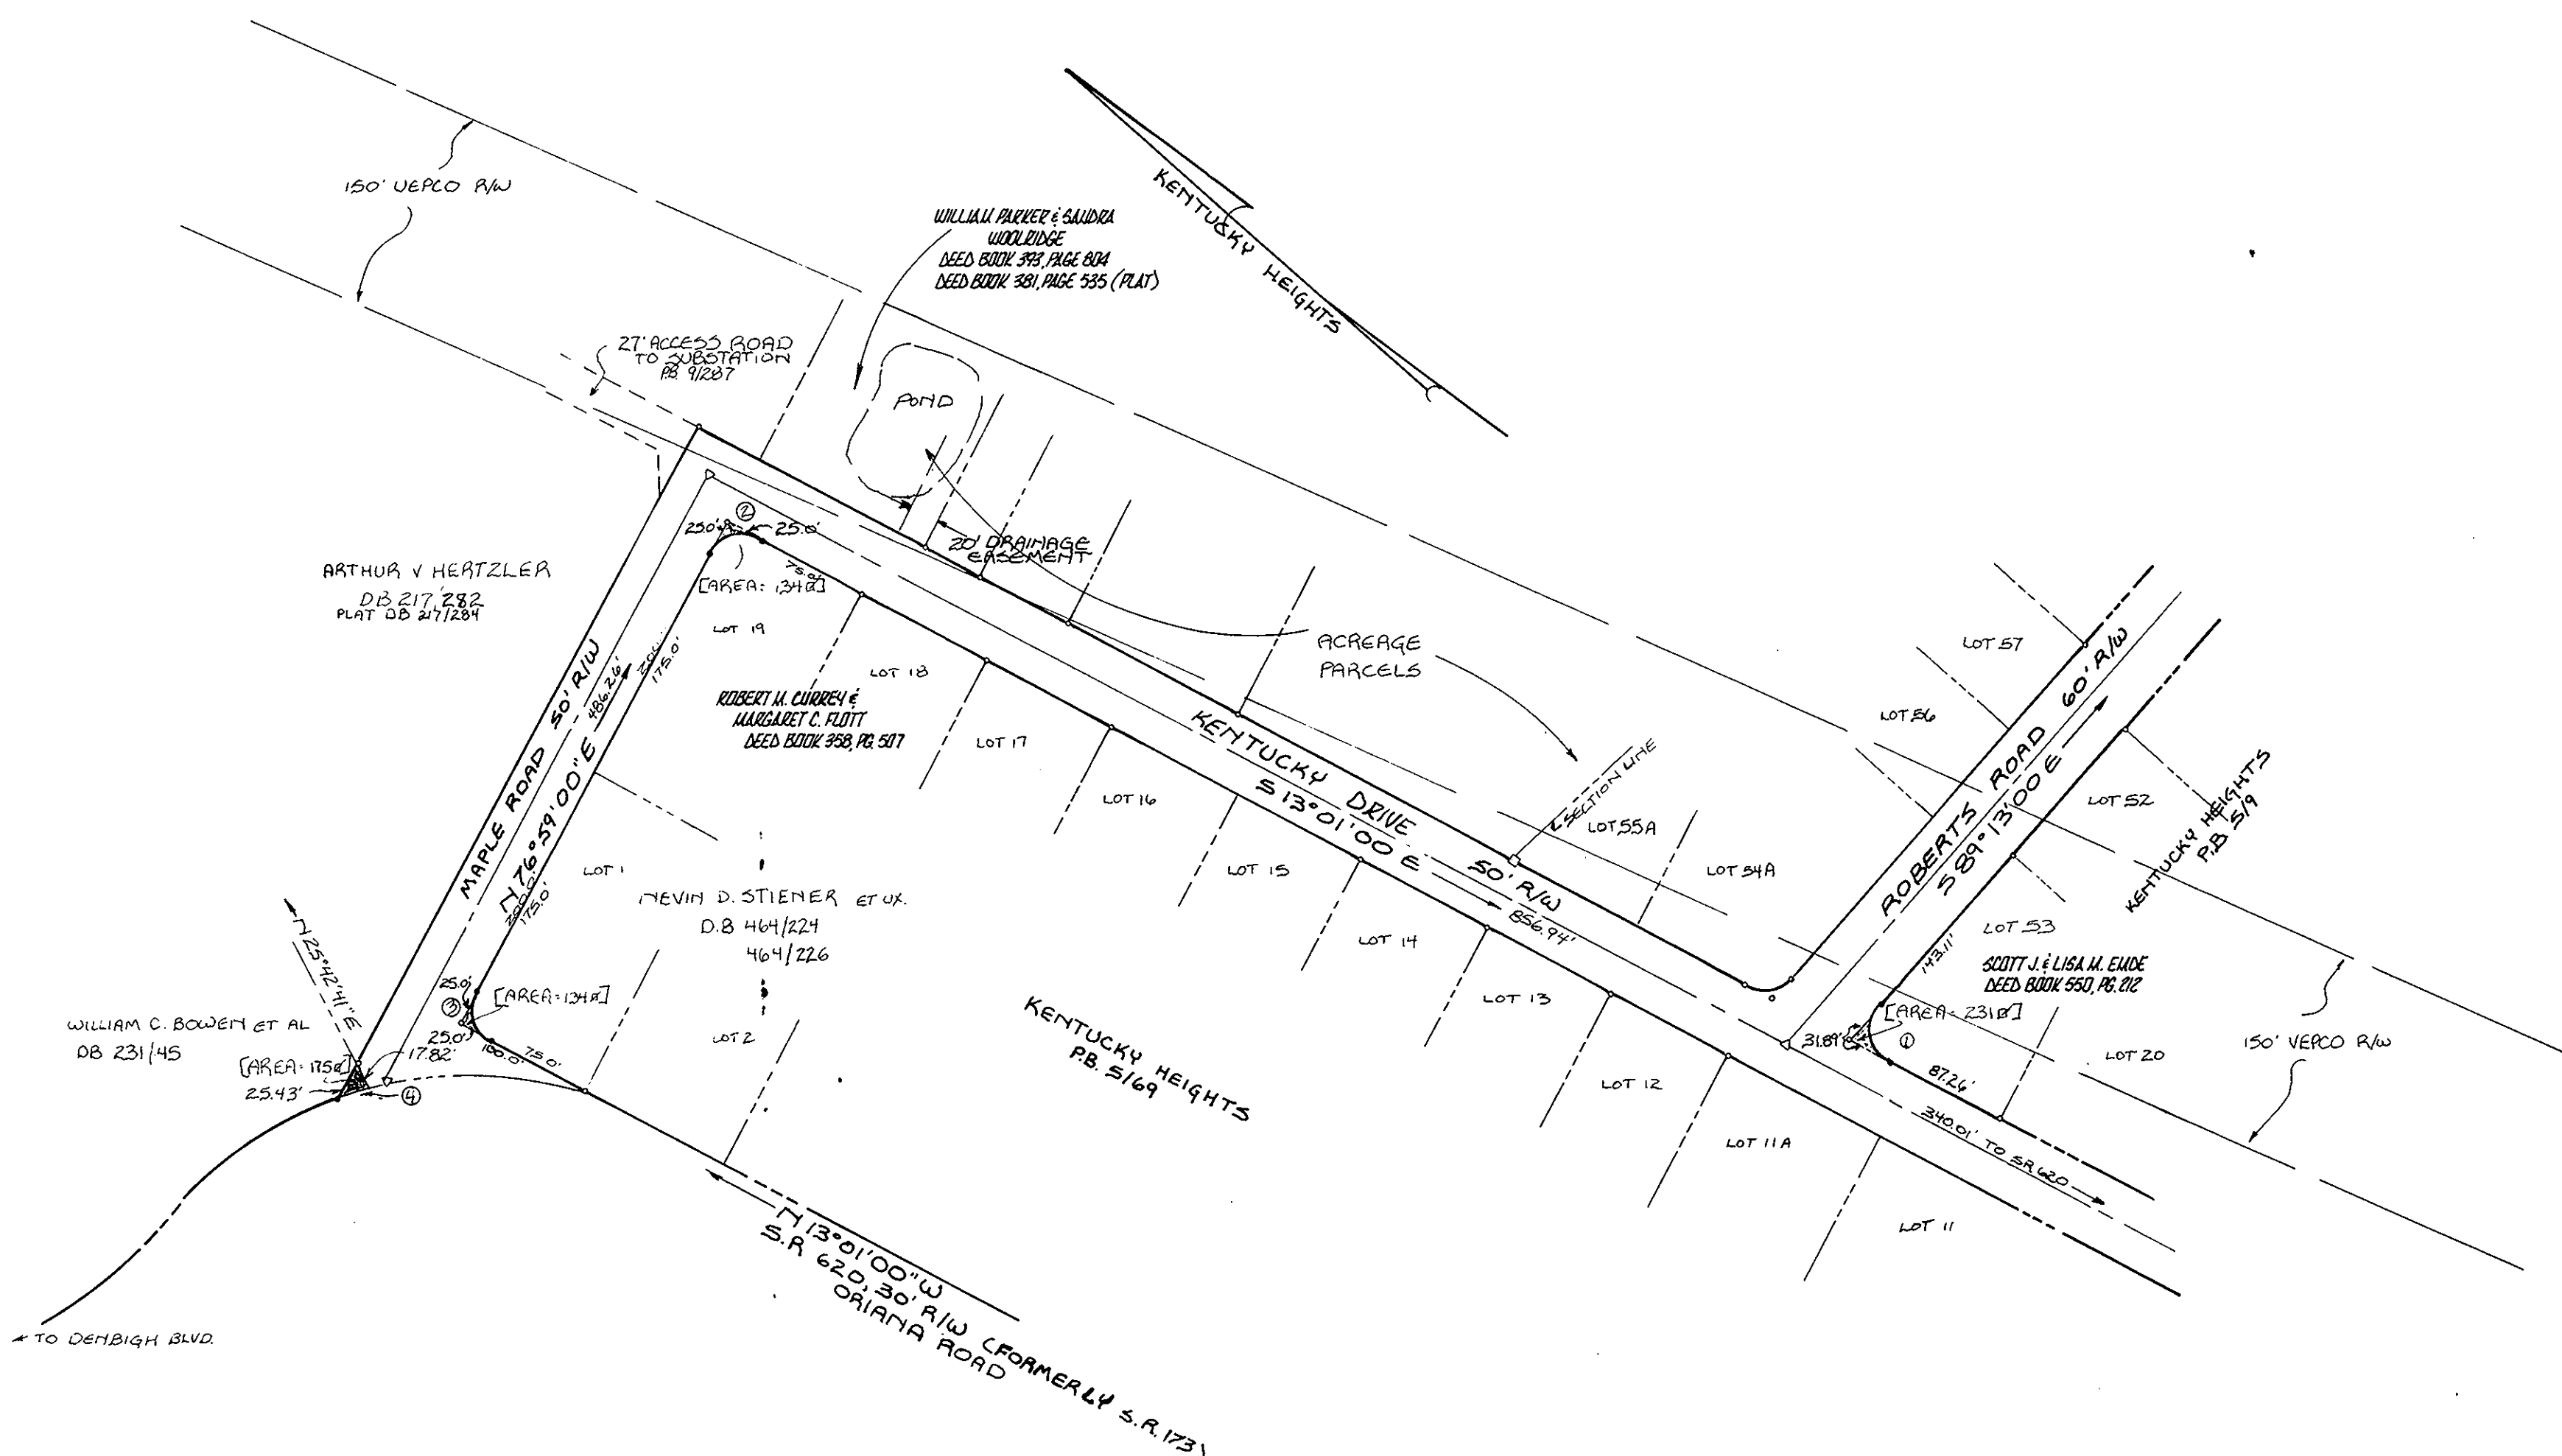 150' VEPCO R/W
WILLIAM PARKER & SANDRA
WOOLRIDGE
DEED BOOK 393, PAGE 804
DEED BOOK 381, PAGE 535 (PLAT)
KENTUCKY HEIGHTS
27' ACCESS ROAD
TO SUBSTATION
P.B. 9/287
POND
25.0'
2
25.0'
20' DRAINAGE
EASEMENT
75.0'
[AREA= 134⌀]
ARTHUR V HERTZLER
DB 217/282
PLAT DB 217/284
LOT 19
LOT 18
ROBERT M. CURREY &
MARGARET C. FLOTT
DEED BOOK 358, PG. 507
LOT 17
LOT 16
LOT 15
LOT 14
LOT 13
LOT 12
LOT 11A
LOT 11
ACREAGE
PARCELS
MAPLE ROAD 50' R/W
486.26'
175.0'
N 76°59'00" E
200.0'
175.0'
LOT 1
NEVIN D. STIENER ET UX.
D.B 464/224
464/226
LOT 2
KENTUCKY DRIVE 50' R/W
S 13°01'00 E
856.94'
SECTION LINE
LOT 55A
LOT 54A
LOT 57
LOT 56
ROBERTS ROAD 60' R/W
S 89°13'00 E
LOT 52
KENTUCKY HEIGHTS
P.B. 5/9
LOT 53
143.11'
SCOTT J. & LISA M. EMDE
DEED BOOK 550, PG. 212
[AREA= 231⌀]
31.89'
1
87.26'
LOT 20
150' VEPCO R/W
340.01' TO SR 620
N 25°42'41" E
25.0'
3
[AREA=134⌀]
25.0'
100.0'
75.0'
WILLIAM C. BOWEN ET AL
DB 231/45
17.82'
[AREA=175⌀]
25.43'
4
KENTUCKY HEIGHTS
P.B. 5/69
N 13°01'00" W
S.R 620, 30' R/W (FORMERLY S.R. 173)
ORIANA ROAD
TO DENBIGH BLVD.